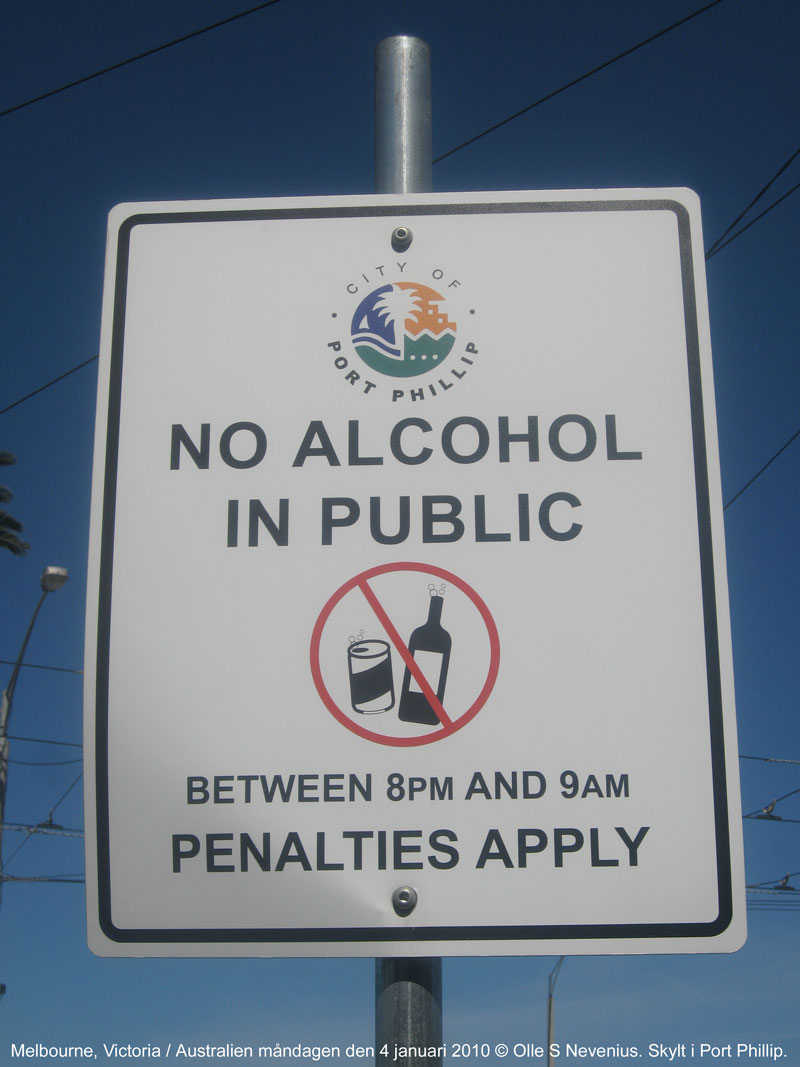 CITY OF
PORT PHILLIP
NO ALCOHOL
IN PUBLIC
BETWEEN 8PM AND 9AM
PENALTIES APPLY
Melbourne, Victoria / Australien måndagen den 4 januari 2010 © Olle S Nevenius. Skylt i Port Phillip.